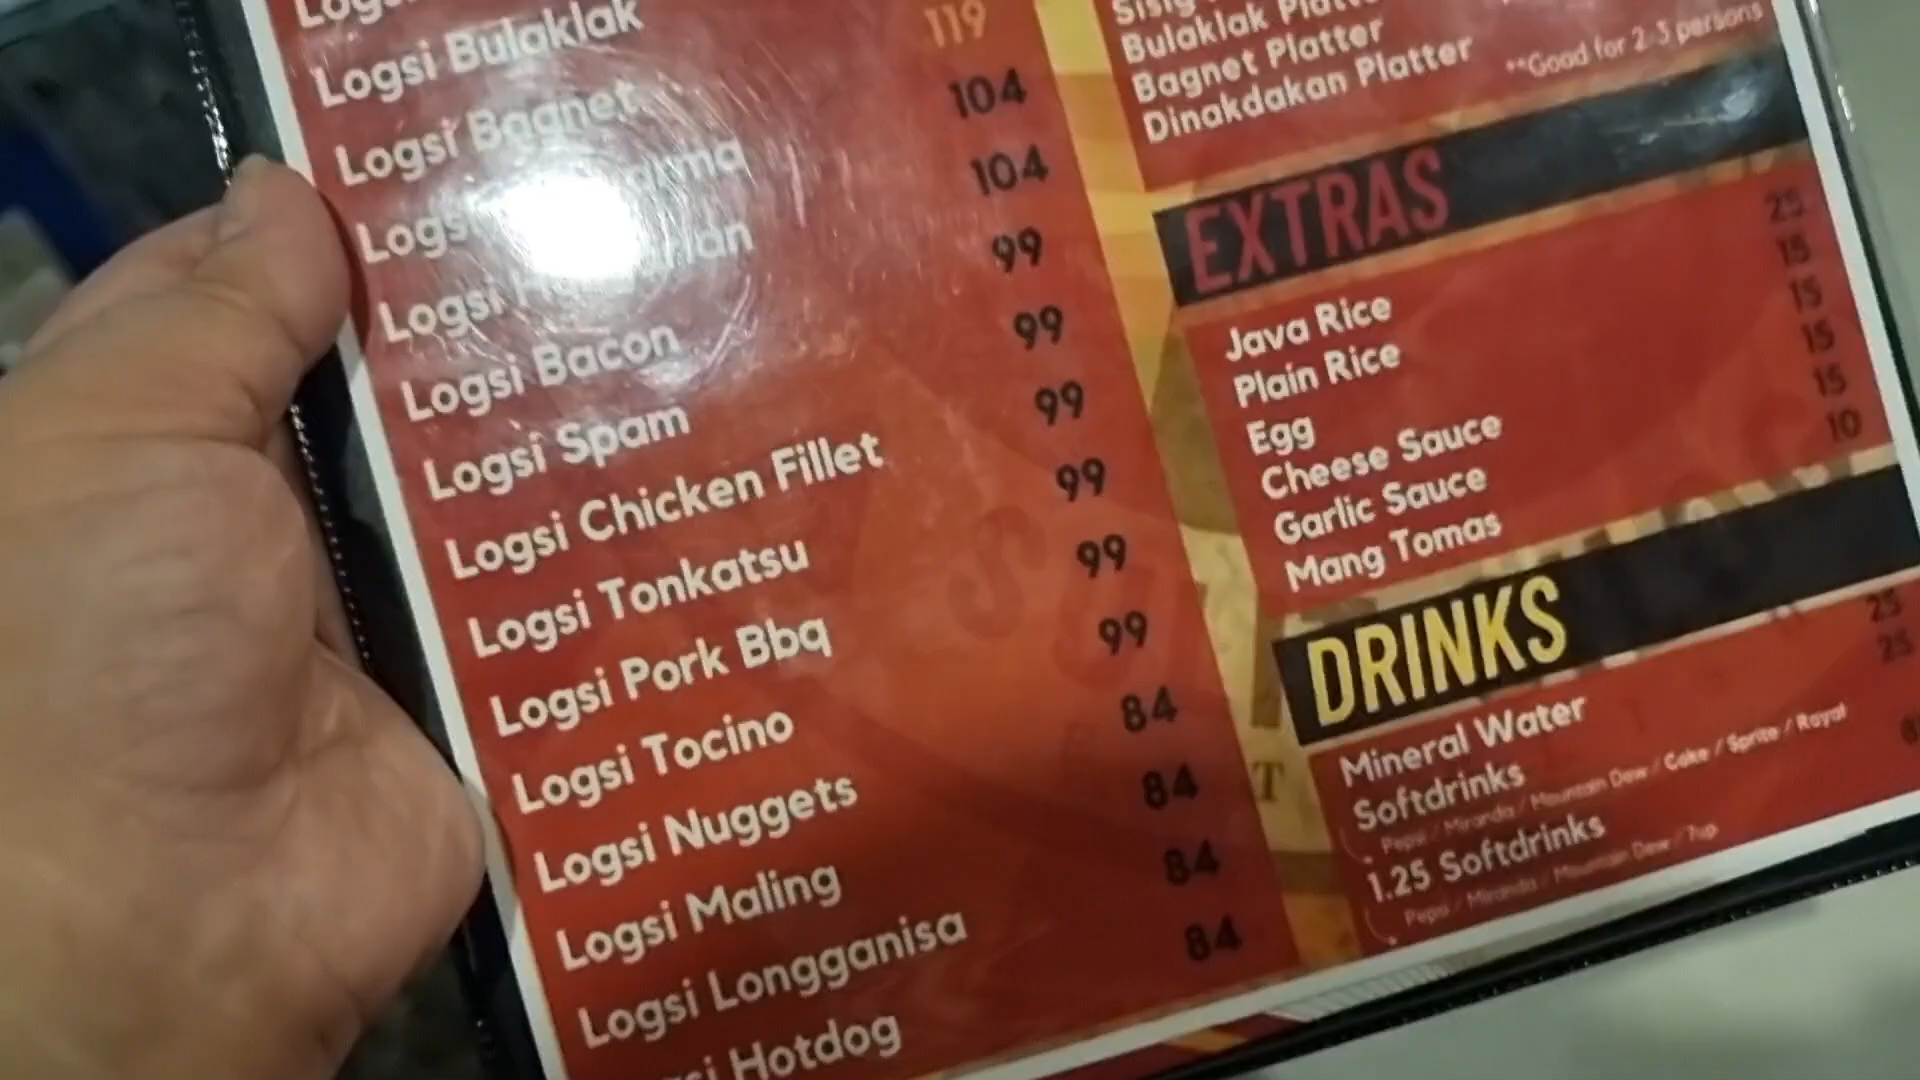 Logsi Bulaklak
Logsi Bagnet
Logsi
Logsi
Logsi Bacon
Logsi Spam
Logsi Chicken Fillet
Logsi Tonkatsu
Logsi Pork Bbq
Logsi Tocino
Logsi Nuggets
Logsi Maling
Logsi Longganisa
Hotdog
119
104
104
99
99
99
99
99
99
84
84
84
84
Bulaklak
Bagnet Platter
Dinakdakan Platter
**Good for 2-3 persons
EXTRAS
Java Rice 25
Plain Rice 15
Egg 15
Cheese Sauce 15
Garlic Sauce 15
Mang Tomas 10
DRINKS
Mineral Water 25
Softdrinks 25
Pepsi / Miranda / Mountain Dew / Coke / Sprite / Royal
1.25 Softdrinks
Pepsi / Miranda / Mountain Dew / 7up